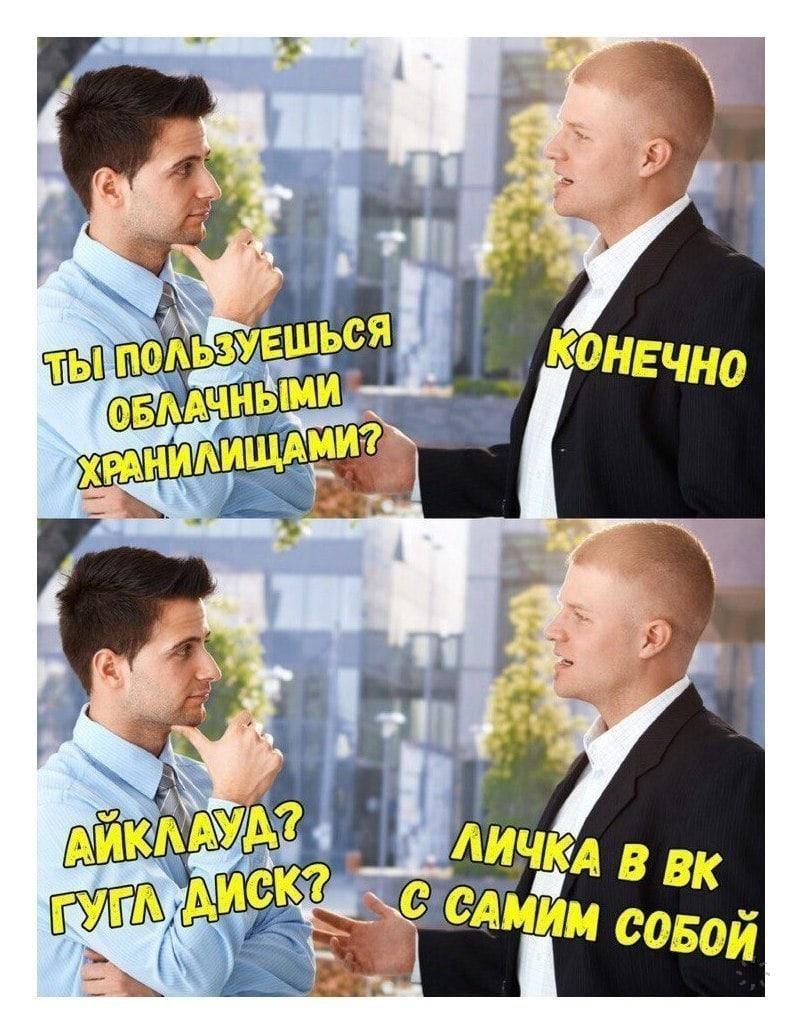 ТЫ ПОЛЬЗУЕШЬСЯ
ОБЛАЧНЫМИ
ХРАНИЛИЩАМИ?
КОНЕЧНО
АЙКЛАУД?
ГУГЛ ДИСК?
ЛИЧКА В ВК
С САМИМ СОБОЙ